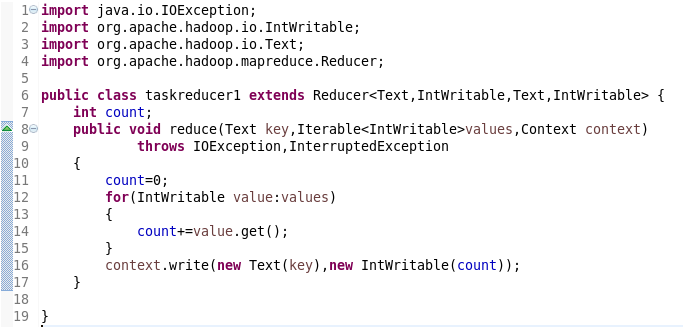 1 import java.io.IOException;
2 import org.apache.hadoop.io.IntWritable;
3 import org.apache.hadoop.io.Text;
4 import org.apache.hadoop.mapreduce.Reducer;
5
6 public class taskreducer1 extends Reducer<Text,IntWritable,Text,IntWritable> {
7     int count;
8     public void reduce(Text key,Iterable<IntWritable>values,Context context)
9             throws IOException,InterruptedException
10     {
11         count=0;
12         for(IntWritable value:values)
13         {
14             count+=value.get();
15         }
16         context.write(new Text(key),new IntWritable(count));
17     }
18
19 }